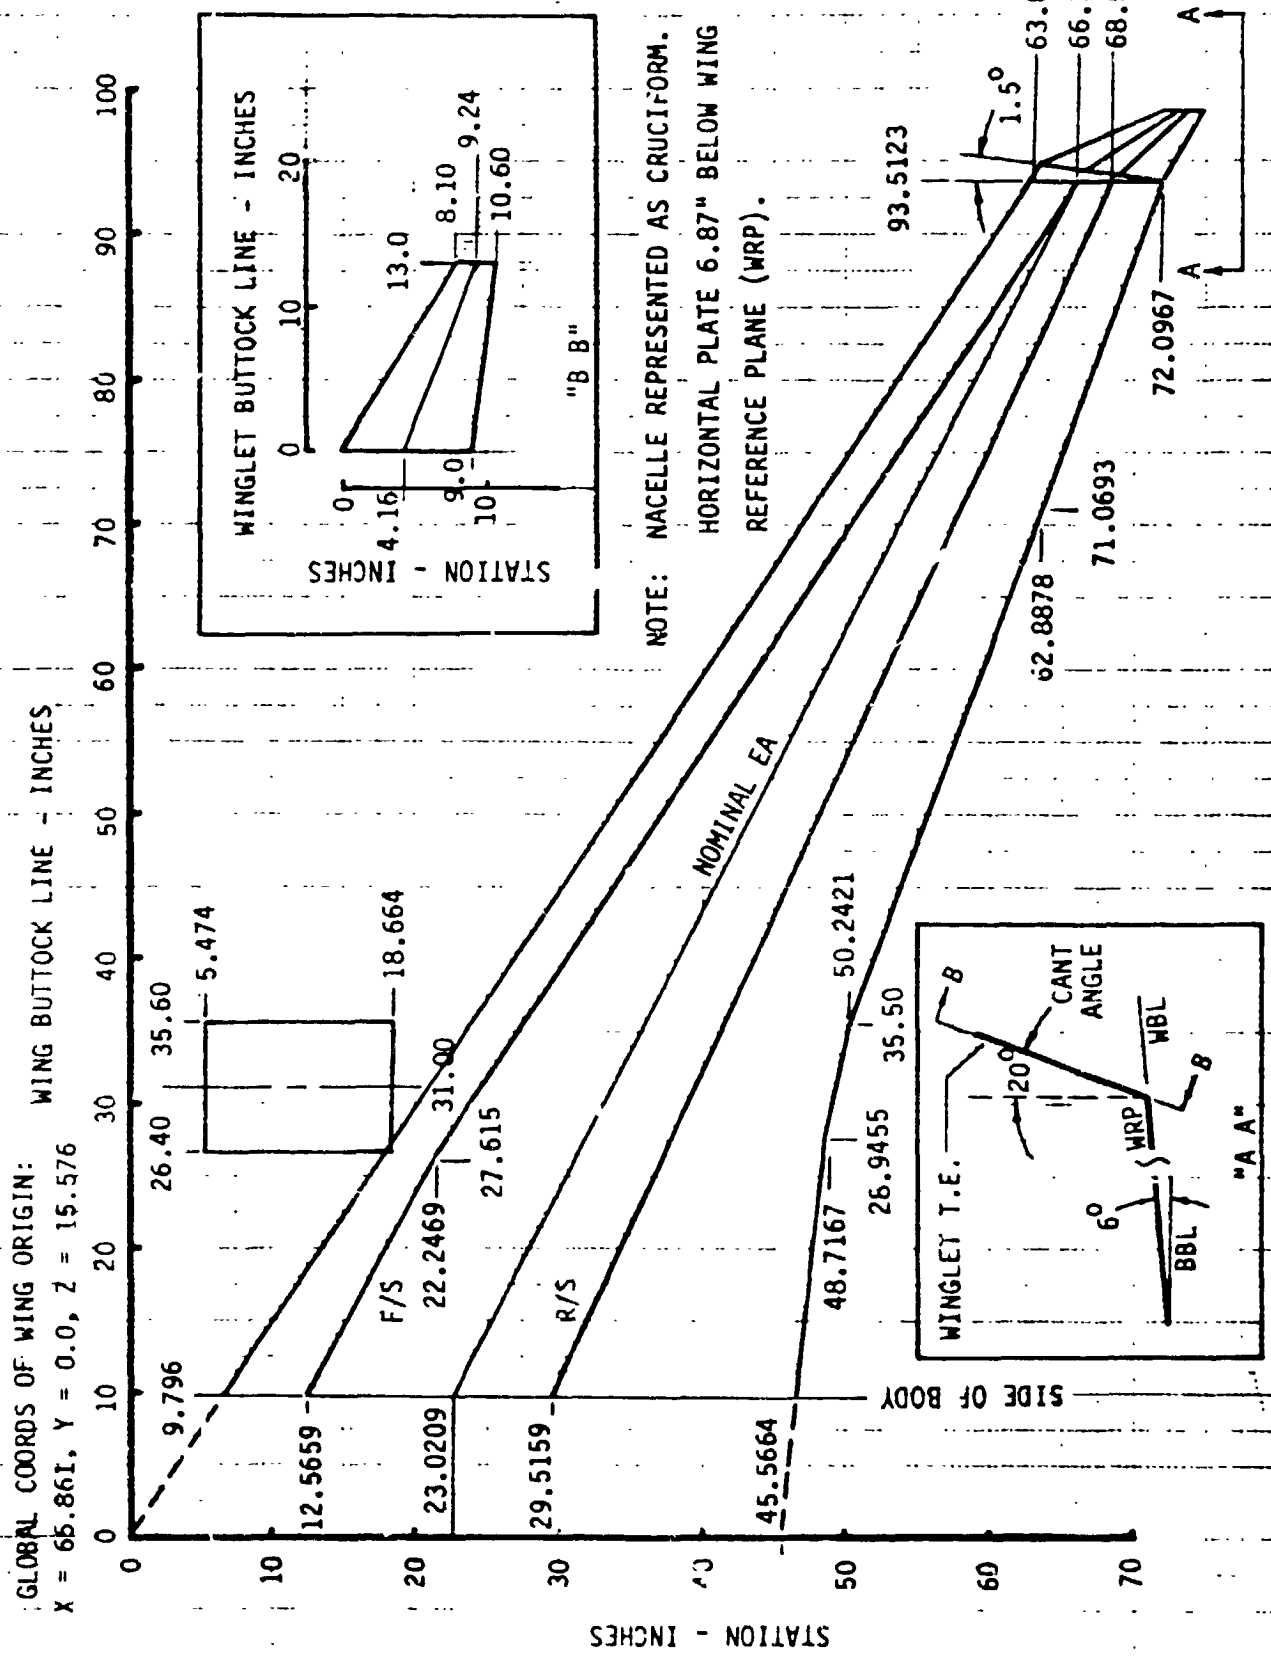 GLOBAL COORDS OF WING ORIGIN:
X = 65.861, Y = 0.0, Z = 15.576
WING BUTTOCK LINE - INCHES
0 10 20 30 40 50 60 70 80 90 100
STATION - INCHES
0
10
20
50
60
70
9.796
26.40
35.60
5.474
18.664
31.00
12.5659
F/S
22.2469
27.615
23.0209
NOMINAL EA
29.5159
R/S
45.5664
48.7167
26.9455
50.2421
35.50
62.8878
71.0693
72.0967
93.5123
1.5°
63.
66.
68.
A
A
SIDE OF BODY
WINGLET BUTTOCK LINE - INCHES
0 10 20
STATION - INCHES
0
4.16
9.0
10
13.0
8.10
9.24
10.60
"B B"
NOTE: NACELLE REPRESENTED AS CRUCIFORM.
HORIZONTAL PLATE 6.87" BELOW WING
REFERENCE PLANE (WRP).
WINGLET T.E.
20°
CANT
ANGLE
B
B
6°
WRP
BBL
WBL
"A A"